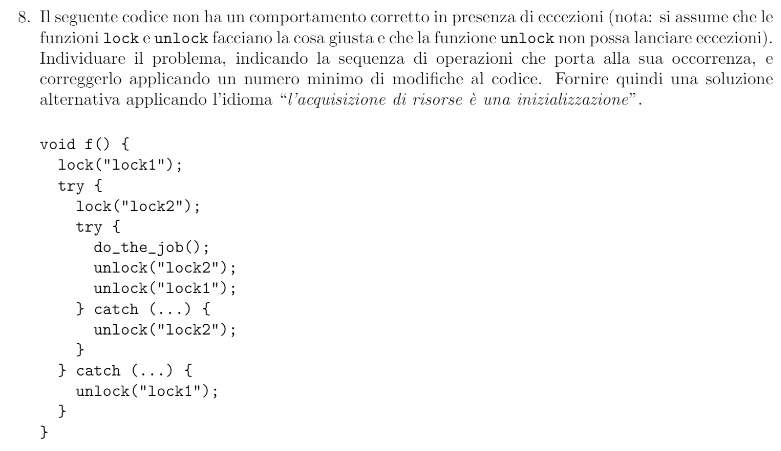 8. Il seguente codice non ha un comportamento corretto in presenza di eccezioni (nota: si assume che le
funzioni lock e unlock facciano la cosa giusta e che la funzione unlock non possa lanciare eccezioni).
Individuare il problema, indicando la sequenza di operazioni che porta alla sua occorrenza, e
correggerlo applicando un numero minimo di modifiche al codice. Fornire quindi una soluzione
alternativa applicando l'idioma “l'acquisizione di risorse è una inizializzazione”.
void f() {
  lock("lock1");
  try {
    lock("lock2");
    try {
      do_the_job();
      unlock("lock2");
      unlock("lock1");
    } catch (...) {
      unlock("lock2");
    }
  } catch (...) {
    unlock("lock1");
  }
}